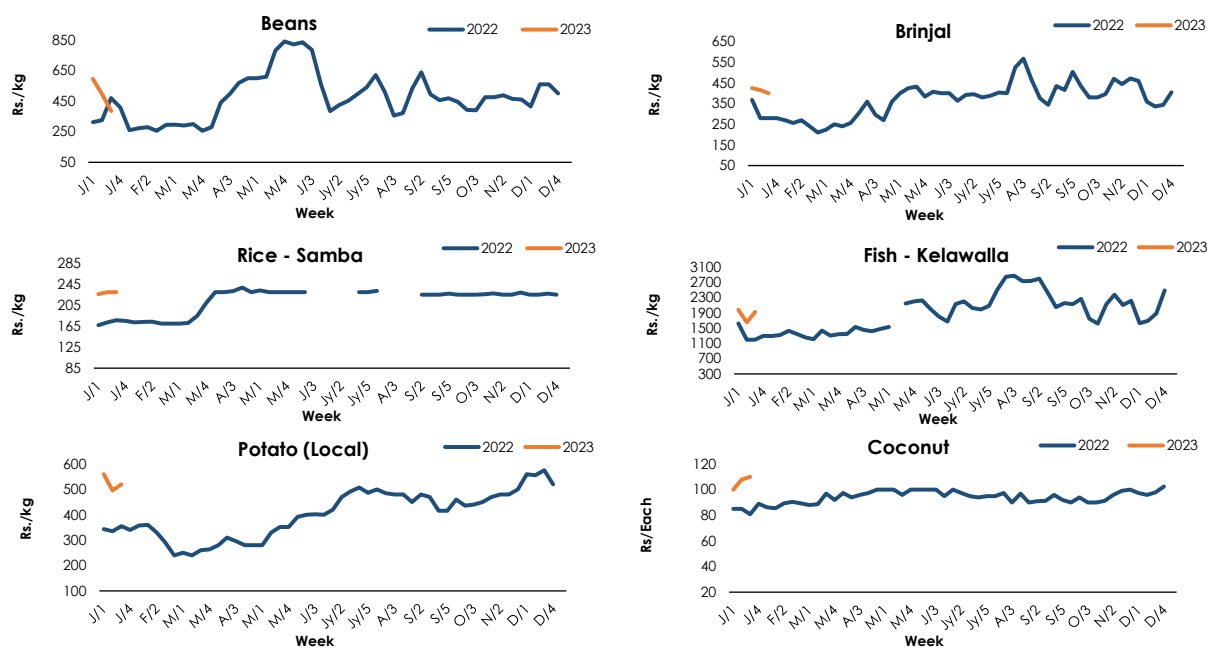 Beans
2022
2023
Rs./kg
850
650
450
250
50
J/1
J/4
F/2
M/1
M/4
A/3
M/1
M/4
J/3
Jy/2
Jy/5
A/3
S/2
S/5
O/3
N/2
D/1
D/4
Week
Brinjal
2022
2023
Rs./kg
650
550
450
350
250
150
50
J/1
J/4
F/2
M/1
M/4
A/3
M/1
M/4
J/3
Jy/2
Jy/5
A/3
S/2
S/5
O/3
N/2
D/1
D/4
Week
Rice - Samba
2022
2023
Rs./kg
285
245
205
165
125
85
J/1
J/4
F/2
M/1
M/4
A/3
M/1
M/4
J/3
Jy/2
Jy/5
A/3
S/2
S/5
O/3
N/2
D/1
D/4
Week
Fish - Kelawalla
2022
2023
Rs./kg
3100
2700
2300
1900
1500
1100
700
300
J/1
J/4
F/2
M/1
M/4
A/3
M/1
M/4
J/3
Jy/2
Jy/5
A/3
S/2
S/5
O/3
N/2
D/1
D/4
Week
Potato (Local)
2022
2023
Rs./kg
600
500
400
300
200
100
J/1
J/4
F/2
M/1
M/4
A/3
M/1
M/4
J/3
Jy/2
Jy/5
A/3
S/2
S/5
O/3
N/2
D/1
D/4
Week
Coconut
2022
2023
Rs/Each
120
100
80
60
40
20
J/1
J/4
F/2
M/1
M/4
A/3
M/1
M/4
J/3
Jy/2
Jy/5
A/3
S/2
S/5
O/3
N/2
D/1
D/4
Week